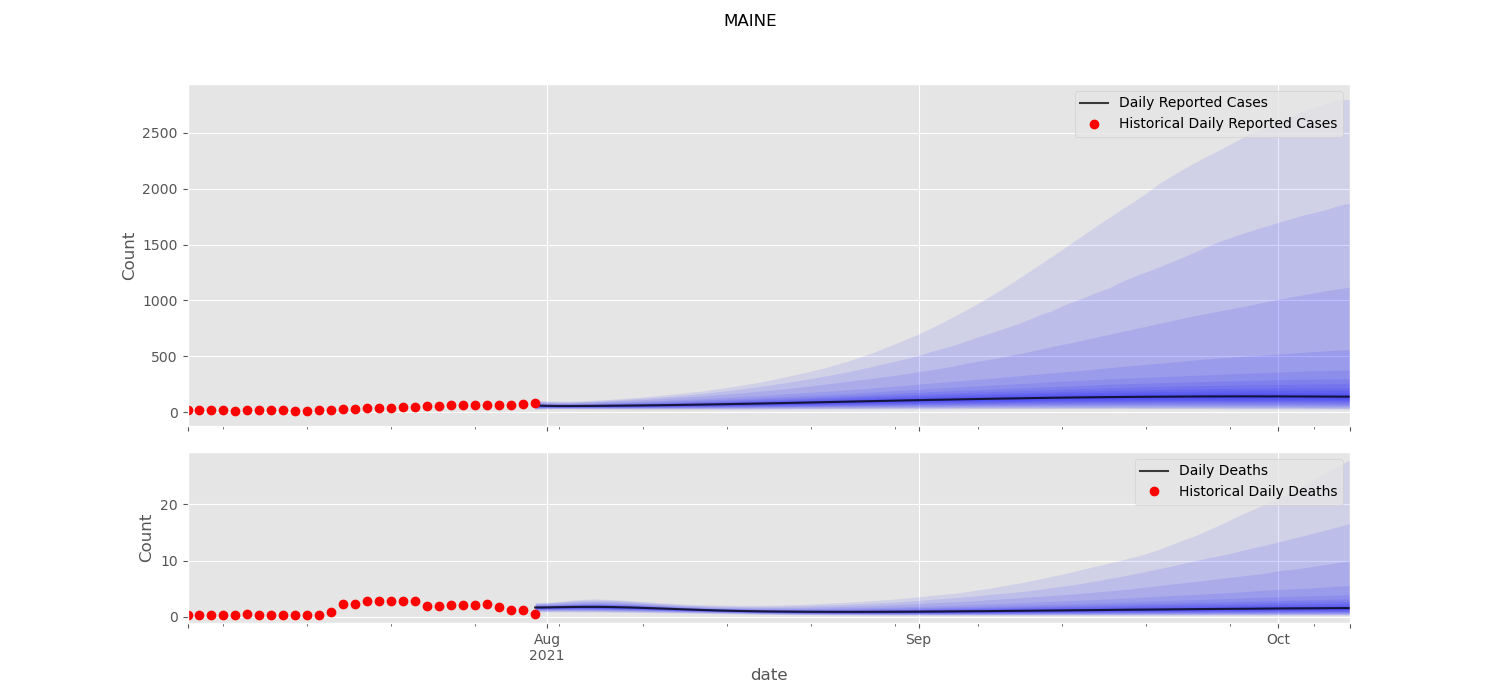 MAINE
Daily Reported Cases
Historical Daily Reported Cases
2500
2000
1500
1000
500
0
Count
Daily Deaths
Historical Daily Deaths
20
10
0
Count
Aug
2021
Sep
Oct
date